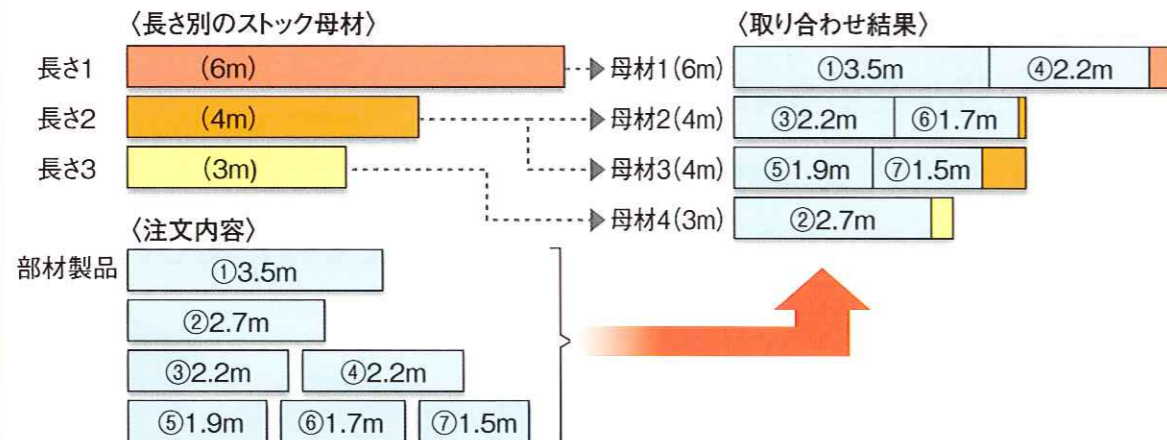 〈長さ別のストック母材〉
長さ1 (6m)
長さ2 (4m)
長さ3 (3m)
〈取り合わせ結果〉
母材1(6m) ①3.5m ④2.2m
母材2(4m) ③2.2m ⑥1.7m
母材3(4m) ⑤1.9m ⑦1.5m
母材4(3m) ②2.7m
〈注文内容〉
部材製品 ①3.5m
②2.7m
③2.2m ④2.2m
⑤1.9m ⑥1.7m ⑦1.5m